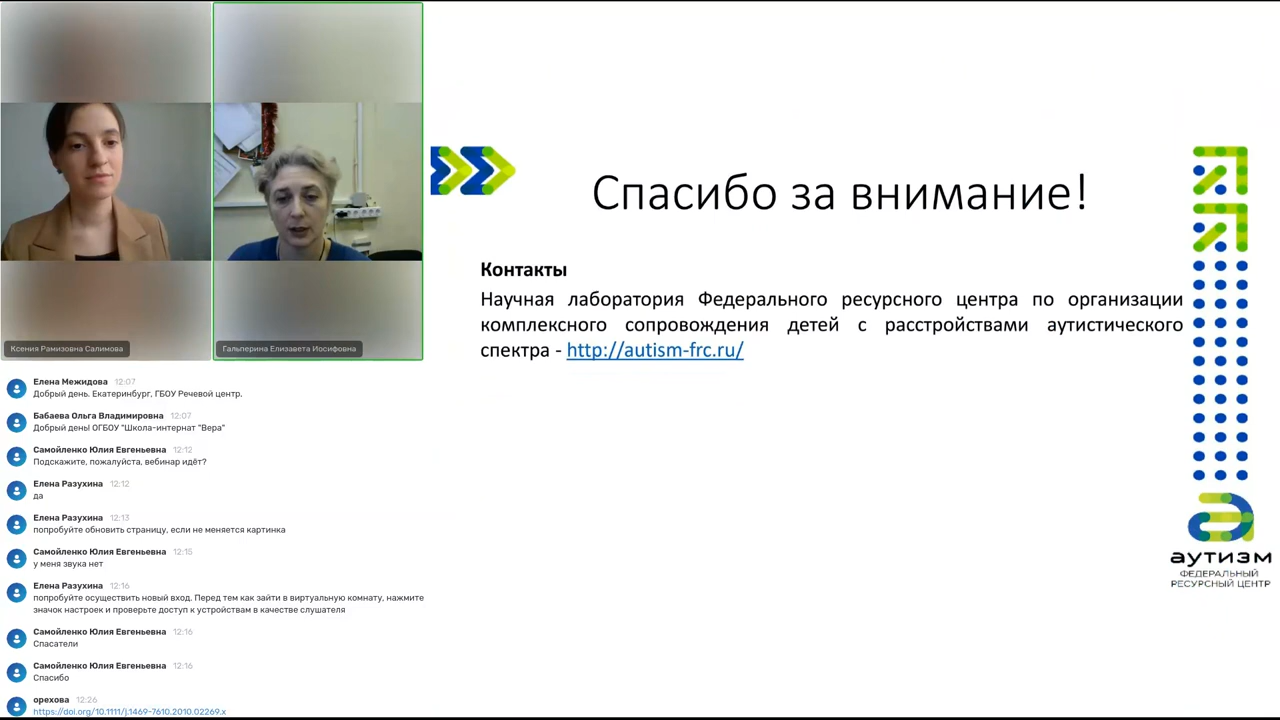 Ксения Рамизовна Салимова
Гальперина Елизавета Иосифовна
Елена Межидова 12:07
Добрый день. Екатеринбург, ГБОУ Речевой центр.
Бабаева Ольга Владимировна 12:07
Добрый день! ОГБОУ "Школа-интернат "Вера"
Самойленко Юлия Евгеньевна 12:12
Подскажите, пожалуйста, вебинар идёт?
Елена Разухина 12:12
да
Елена Разухина 12:13
попробуйте обновить страницу, если не меняется картинка
Самойленко Юлия Евгеньевна 12:15
у меня звука нет
Елена Разухина 12:16
попробуйте осуществить новый вход. Перед тем как зайти в виртуальную комнату, нажмите
значок настроек и проверьте доступ к устройствам в качестве слушателя
Самойленко Юлия Евгеньевна 12:16
Спасатели
Самойленко Юлия Евгеньевна 12:16
Спасибо
орехова 12:26
https://doi.org/10.1111/j.1469-7610.2010.02269.x
Спасибо за внимание!
Контакты
Научная лаборатория Федерального ресурсного центра по организации
комплексного сопровождения детей с расстройствами аутистического
спектра - http://autism-frc.ru/
аутизм
ФЕДЕРАЛЬНЫЙ
РЕСУРСНЫЙ ЦЕНТР